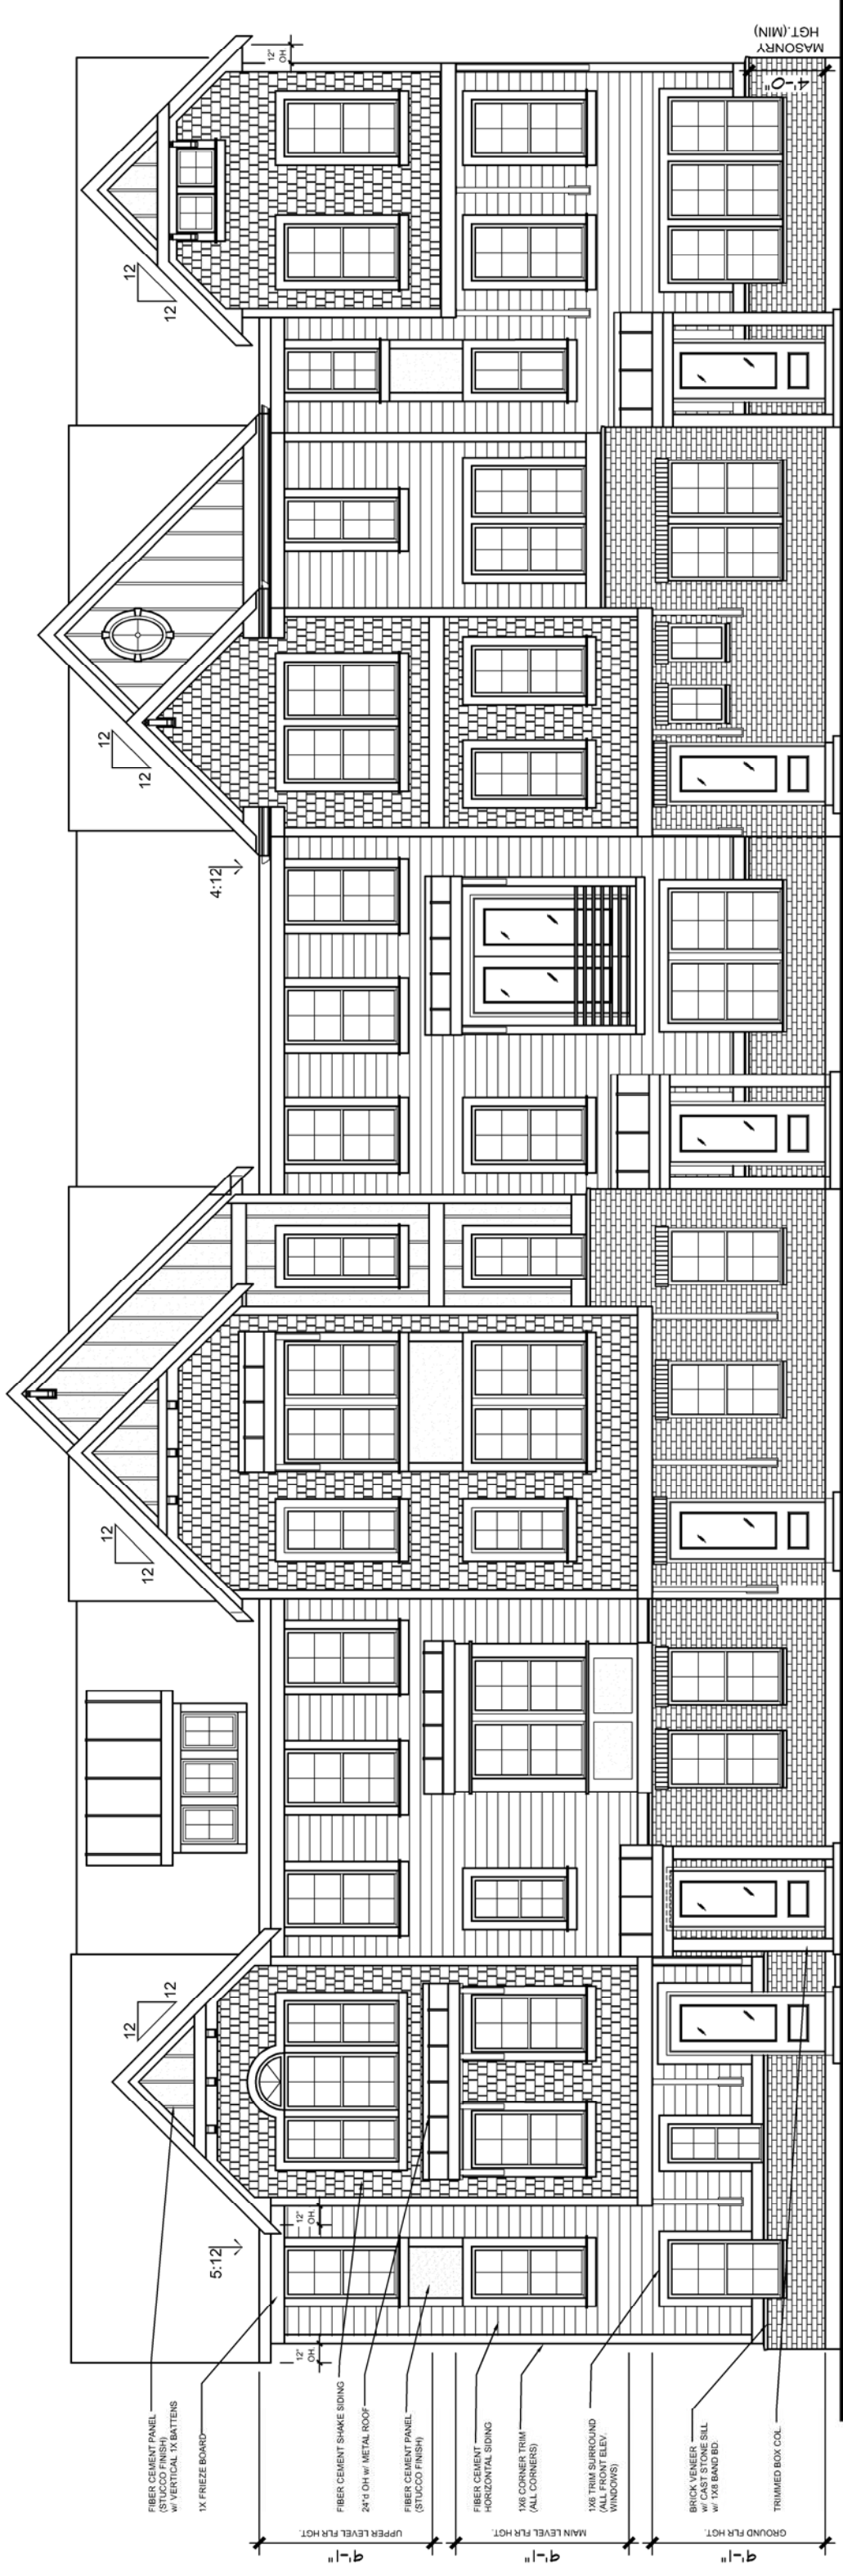 FIBER CEMENT PANEL
(STUCCO FINISH)
w/ VERTICAL 1X BATTENS
1X FRIEZE BOARD
FIBER CEMENT SHAKE SIDING
24"d OH w/ METAL ROOF
FIBER CEMENT PANEL
(STUCCO FINISH)
FIBER CEMENT
HORIZONTAL SIDING
1X6 CORNER TRIM
(ALL CORNERS)
1X6 TRIM SURROUND
(ALL FRONT ELEV.
WINDOWS)
BRICK VENEER
w/ CAST STONE SILL
w/ 1X8 BAND BD.
TRIMMED BOX COL.
9'-1"
UPPER LEVEL FLR HGT.
9'-1"
MAIN LEVEL FLR HGT.
9'-1"
GROUND FLR HGT.
12"
OH.
5:12
12"
OH.
12
12
12
12
4:12
12
12
12
12
12"
OH.
4'-0"
MASONRY
HGT.(MIN)